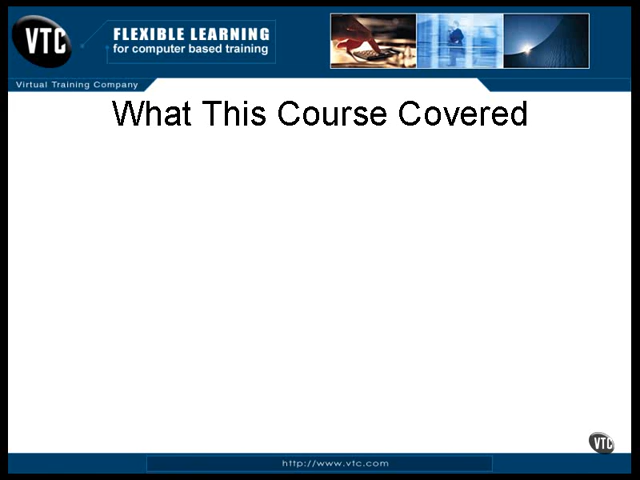 VTC
FLEXIBLE LEARNING
for computer based training
Virtual Training Company
What This Course Covered
VTC
http://www.vtc.com